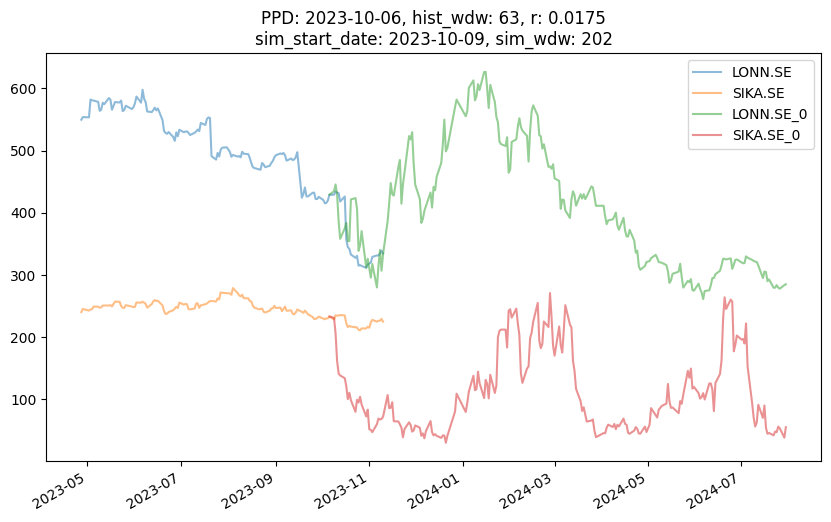 PPD: 2023-10-06, hist_wdw: 63, r: 0.0175
sim_start_date: 2023-10-09, sim_wdw: 202
LONN.SE
SIKA.SE
LONN.SE_0
SIKA.SE_0
600
500
400
300
200
100
2023-05
2023-07
2023-09
2023-11
2024-01
2024-03
2024-05
2024-07